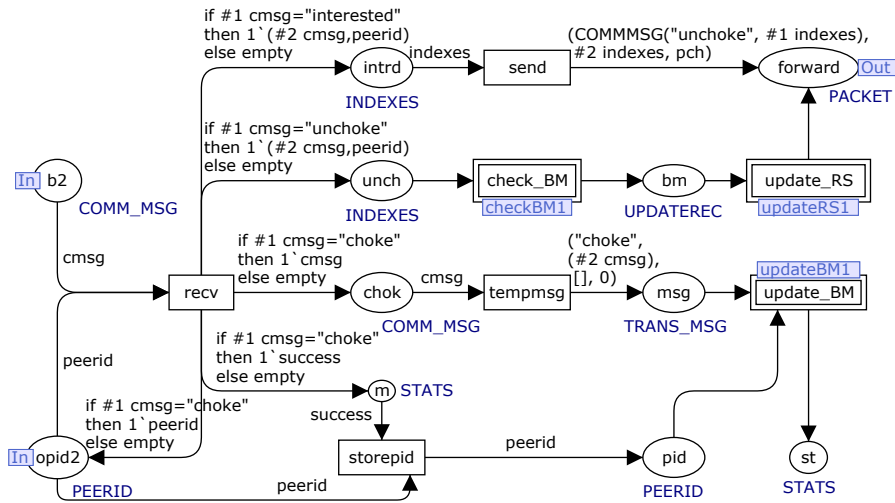 if #1 cmsg="interested"
then 1`(#2 cmsg,peerid)
else empty
indexes
(COMMMSG("unchoke", #1 indexes),
#2 indexes, pch)
intrd
send
forward
Out
INDEXES
PACKET
if #1 cmsg="unchoke"
then 1`(#2 cmsg,peerid)
else empty
In
b2
unch
check_BM
bm
update_RS
COMM_MSG
INDEXES
checkBM1
UPDATEREC
updateRS1
cmsg
if #1 cmsg="choke"
then 1`cmsg
else empty
cmsg
("choke",
(#2 cmsg),
[], 0)
updateBM1
recv
chok
tempmsg
msg
update_BM
COMM_MSG
TRANS_MSG
peerid
if #1 cmsg="choke"
then 1`success
else empty
m
STATS
if #1 cmsg="choke"
then 1`peerid
else empty
success
In
opid2
storepid
peerid
pid
st
PEERID
peerid
PEERID
STATS